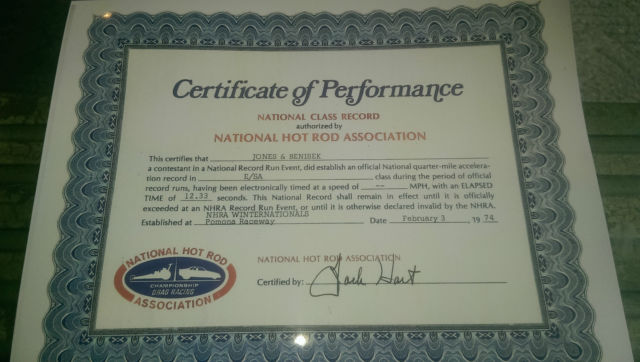 Certificate of Performance
NATIONAL CLASS RECORD
authorized by
NATIONAL HOT ROD ASSOCIATION
This certifies that JONES & BENISEK
a contestant in a National Record Run Event, did establish an official National quarter-mile accelera-
tion record in E/SA class during the period of official
record runs, having been electronically timed at a speed of -- MPH, with an ELAPSED
TIME of 12.33 seconds. This National Record shall remain in effect until it is officially
exceeded at an NHRA Record Run Event, or until it is otherwise declared invalid by the NHRA.
NHRA WINTERNATIONALS
Established at Pomona Raceway Date February 3, 1974
NATIONAL HOT ROD ASSOCIATION
Certified by: Jack Hart
NATIONAL HOT ROD
CHAMPIONSHIP
DRAG RACING
ASSOCIATION